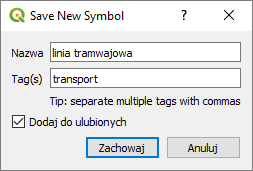 Save New Symbol
Nazwa linia tramwajowa
Tag(s) transport
Tip: separate multiple tags with commas
Dodaj do ulubionych
Zachowaj Anuluj